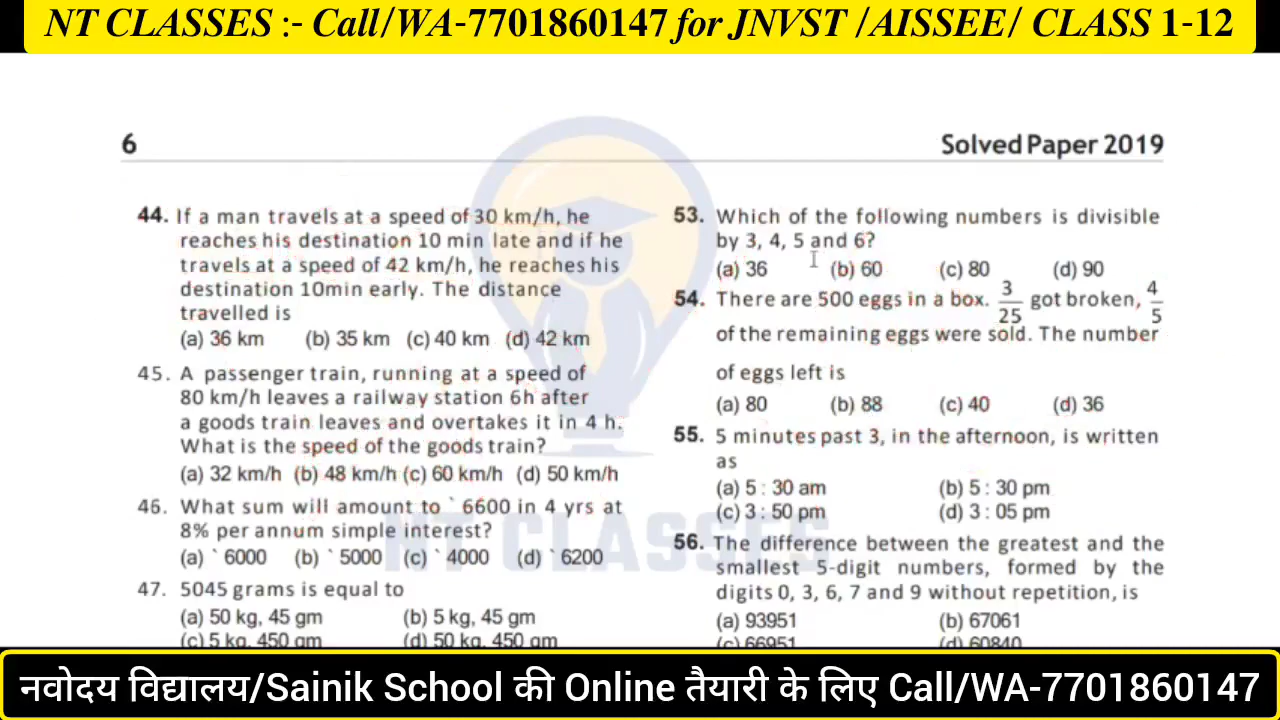 NT CLASSES :- Call/WA-7701860147 for JNVST /AISSEE/ CLASS 1-12
6
Solved Paper 2019
44. If a man travels at a speed of 30 km/h, he
reaches his destination 10 min late and if he
travels at a speed of 42 km/h, he reaches his
destination 10min early. The distance
travelled is
(a) 36 km (b) 35 km (c) 40 km (d) 42 km
45. A passenger train, running at a speed of
80 km/h leaves a railway station 6h after
a goods train leaves and overtakes it in 4 h.
What is the speed of the goods train?
(a) 32 km/h (b) 48 km/h (c) 60 km/h (d) 50 km/h
46. What sum will amount to ` 6600 in 4 yrs at
8% per annum simple interest?
(a) ` 6000 (b) ` 5000 (c) ` 4000 (d) ` 6200
47. 5045 grams is equal to
(a) 50 kg, 45 gm (b) 5 kg, 45 gm
(c) 5 kg, 450 gm (d) 50 kg, 450 gm
53. Which of the following numbers is divisible
by 3, 4, 5 and 6?
(a) 36 (b) 60 (c) 80 (d) 90
54. There are 500 eggs in a box. 3/25 got broken, 4/5
of the remaining eggs were sold. The number
of eggs left is
(a) 80 (b) 88 (c) 40 (d) 36
55. 5 minutes past 3, in the afternoon, is written
as
(a) 5 : 30 am (b) 5 : 30 pm
(c) 3 : 50 pm (d) 3 : 05 pm
56. The difference between the greatest and the
smallest 5-digit numbers, formed by the
digits 0, 3, 6, 7 and 9 without repetition, is
(a) 93951 (b) 67061
(c) 66951 (d) 60840
NT CLASSES
नवोदय विद्यालय/Sainik School की Online तैयारी के लिए Call/WA-7701860147